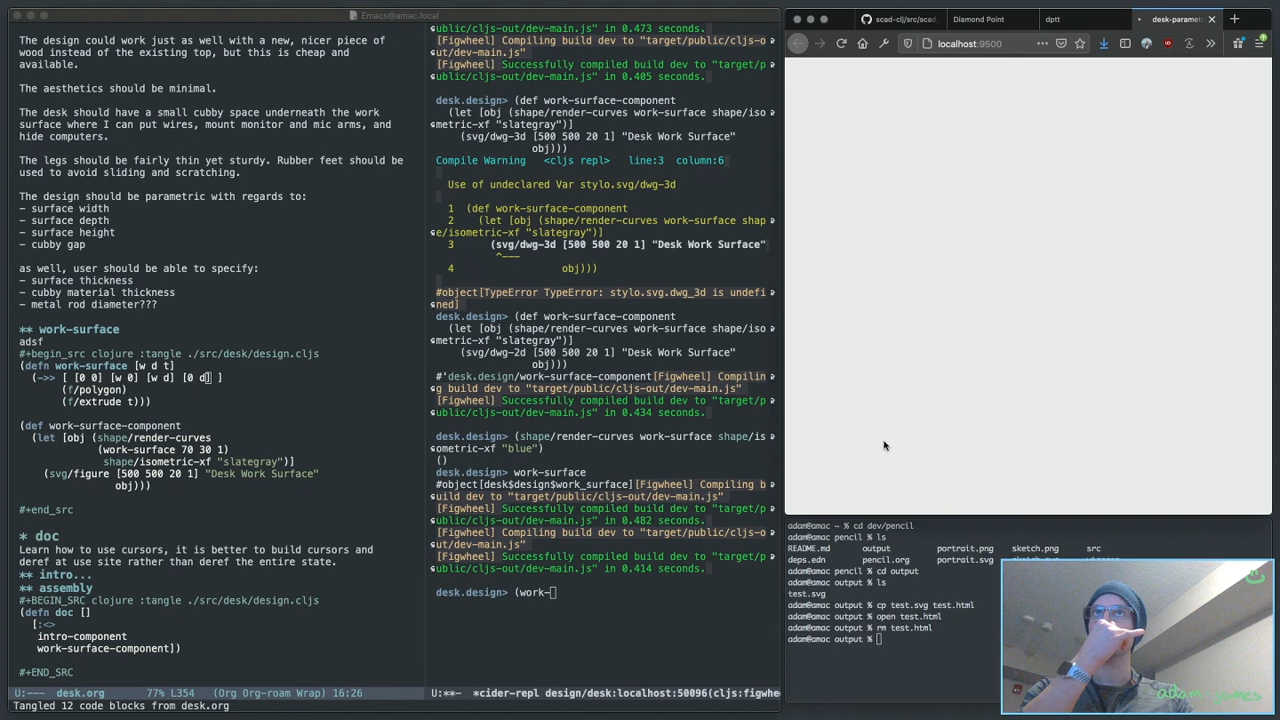 Emacs@amac.local
The design could work just as well with a new, nicer piece of
wood instead of the existing top, but this is cheap and
available.
The aesthetics should be minimal.
The desk should have a small cubby space underneath the work
surface where I can put wires, mount monitor and mic arms, and
hide computers.
The legs should be fairly thin yet sturdy. Rubber feet should be
used to avoid sliding and scratching.
The design should be parametric with regards to:
- surface width
- surface depth
- surface height
- cubby gap
as well, user should be able to specify:
- surface thickness
- cubby material thickness
- metal rod diameter???
** work-surface
adsf
#+begin_src clojure :tangle ./src/desk/design.cljs
(defn work-surface [w d t]
(->> [ [0 0] [w 0] [w d] [0 d] ]
(f/polygon)
(f/extrude t)))
(def work-surface-component
(let [obj (shape/render-curves
(work-surface 70 30 1)
shape/isometric-xf "slategray")]
(svg/figure [500 500 20 1] "Desk Work Surface"
obj)))
#+end_src
* doc
Learn how to use cursors, it is better to build cursors and
deref at use site rather than deref the entire state.
** intro...
** assembly
#+BEGIN_SRC clojure :tangle ./src/desk/design.cljs
(defn doc []
[:<>
intro-component
work-surface-component])
#+END_SRC
U:--- desk.org 77% L354 (Org Org-roam Wrap) 16:26
Tangled 12 code blocks from desk.org
public/cljs-out/dev-main.js" in 0.473 seconds.
[Figwheel] Compiling build dev to "target/public/cljs-o
ut/dev-main.js"
[Figwheel] Successfully compiled build dev to "target/p
ublic/cljs-out/dev-main.js" in 0.405 seconds.
desk.design> (def work-surface-component
(let [obj (shape/render-curves work-surface shape/iso
metric-xf "slategray")]
(svg/dwg-3d [500 500 20 1] "Desk Work Surface"
obj)))
Compile Warning <cljs repl> line:3 column:6
Use of undeclared Var stylo.svg/dwg-3d
1 (def work-surface-component
2 (let [obj (shape/render-curves work-surface shap
e/isometric-xf "slategray")]
3 (svg/dwg-3d [500 500 20 1] "Desk Work Surface"
^---
4 obj)))
#object[TypeError TypeError: stylo.svg.dwg_3d is undefi
ned]
desk.design> (def work-surface-component
(let [obj (shape/render-curves work-surface shape/iso
metric-xf "slategray")]
(svg/dwg-2d [500 500 20 1] "Desk Work Surface"
obj)))
#'desk.design/work-surface-component[Figwheel] Compilin
g build dev to "target/public/cljs-out/dev-main.js"
[Figwheel] Successfully compiled build dev to "target/p
ublic/cljs-out/dev-main.js" in 0.434 seconds.
desk.design> (shape/render-curves work-surface shape/is
ometric-xf "blue")
()
desk.design> work-surface
#object[desk$design$work_surface][Figwheel] Compiling b
uild dev to "target/public/cljs-out/dev-main.js"
[Figwheel] Successfully compiled build dev to "target/p
ublic/cljs-out/dev-main.js" in 0.482 seconds.
[Figwheel] Compiling build dev to "target/public/cljs-o
ut/dev-main.js"
[Figwheel] Successfully compiled build dev to "target/p
ublic/cljs-out/dev-main.js" in 0.414 seconds.
desk.design> (work-
U:**- *cider-repl design/desk:localhost:50096(cljs:figwhe
scad-clj/src/scad_
Diamond Point
dptt
desk-paramet
localhost:9500
adam@amac ~ % cd dev/pencil
adam@amac pencil % ls
README.md output portrait.png sketch.png src
deps.edn pencil.org portrait.svg
adam@amac pencil % cd output
adam@amac output % ls
test.svg
adam@amac output % cp test.svg test.html
adam@amac output % open test.html
adam@amac output % rm test.html
adam@amac output %
adam james